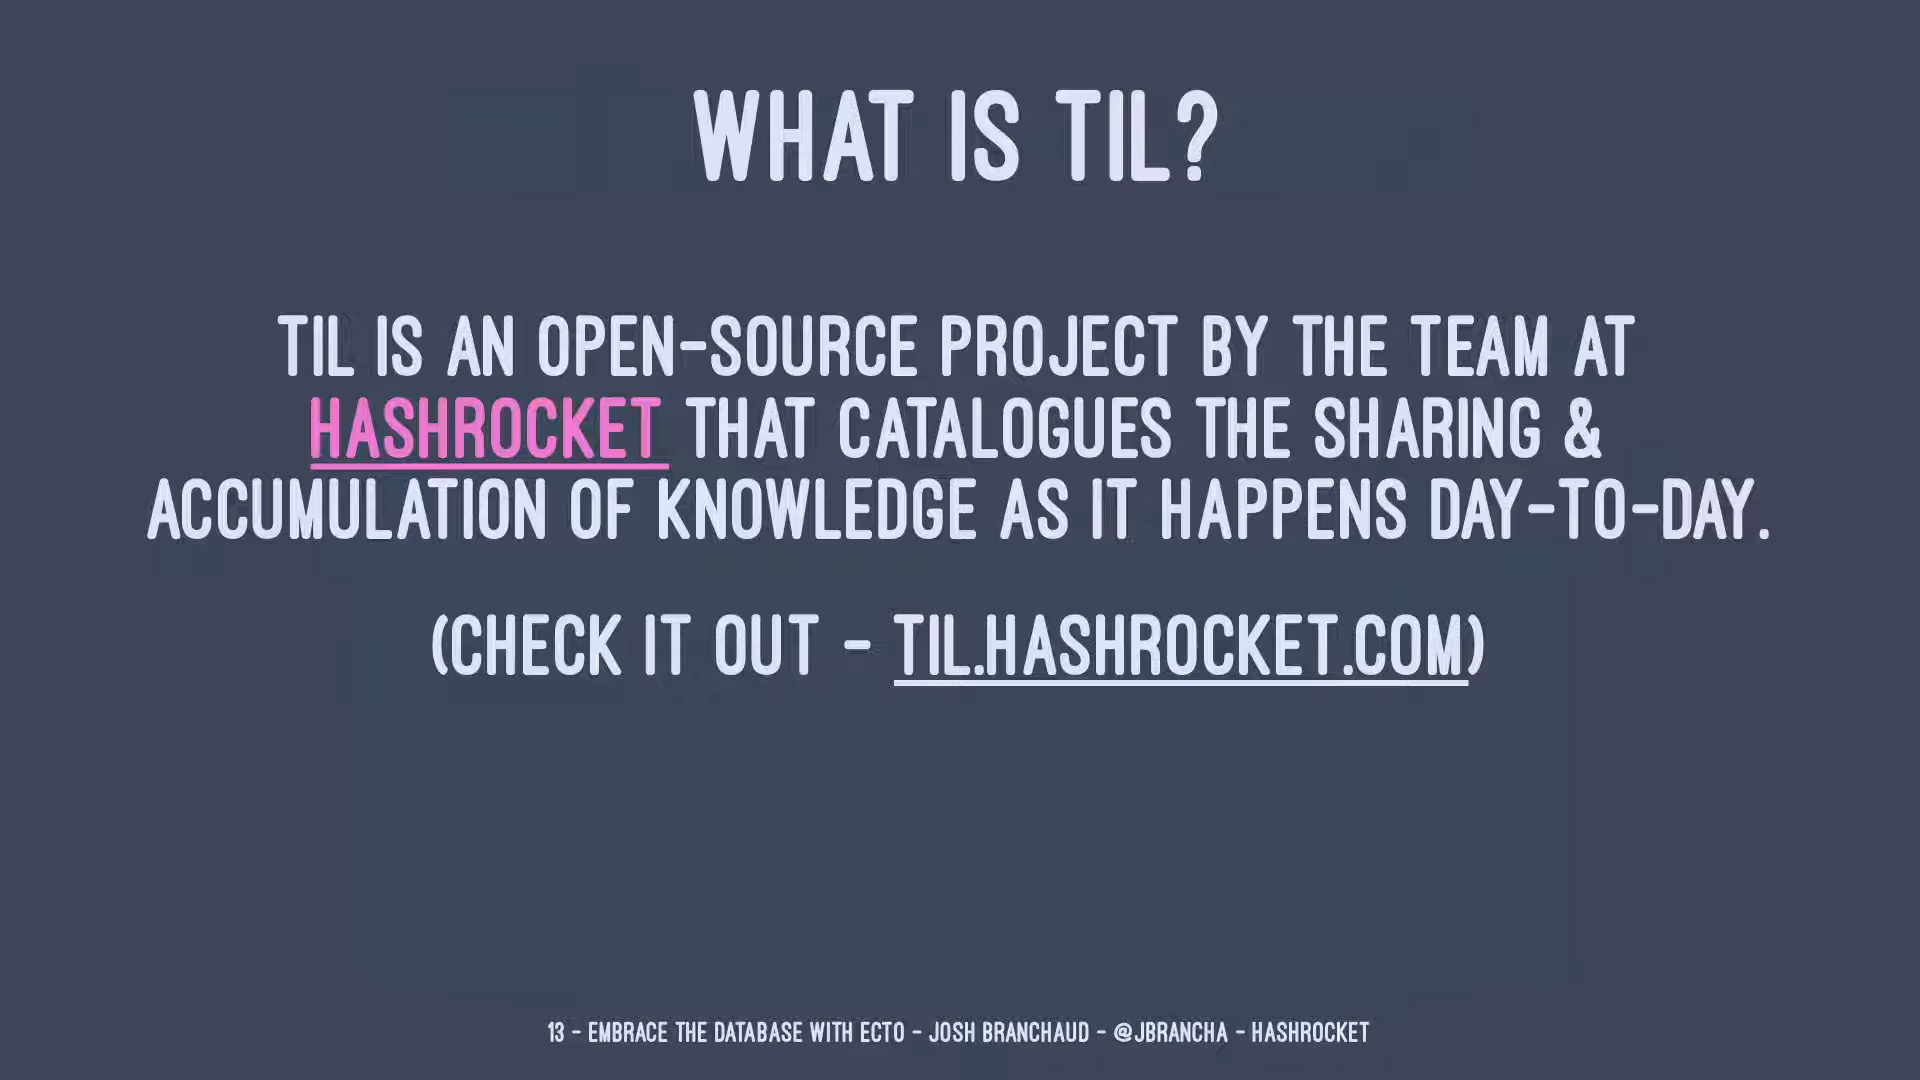 WHAT IS TIL?
TIL IS AN OPEN-SOURCE PROJECT BY THE TEAM AT
HASHROCKET THAT CATALOGUES THE SHARING &
ACCUMULATION OF KNOWLEDGE AS IT HAPPENS DAY-TO-DAY.
(CHECK IT OUT - TIL.HASHROCKET.COM)
13 - EMBRACE THE DATABASE WITH ECTO - JOSH BRANCHAUD - @JBRANCHA - HASHROCKET